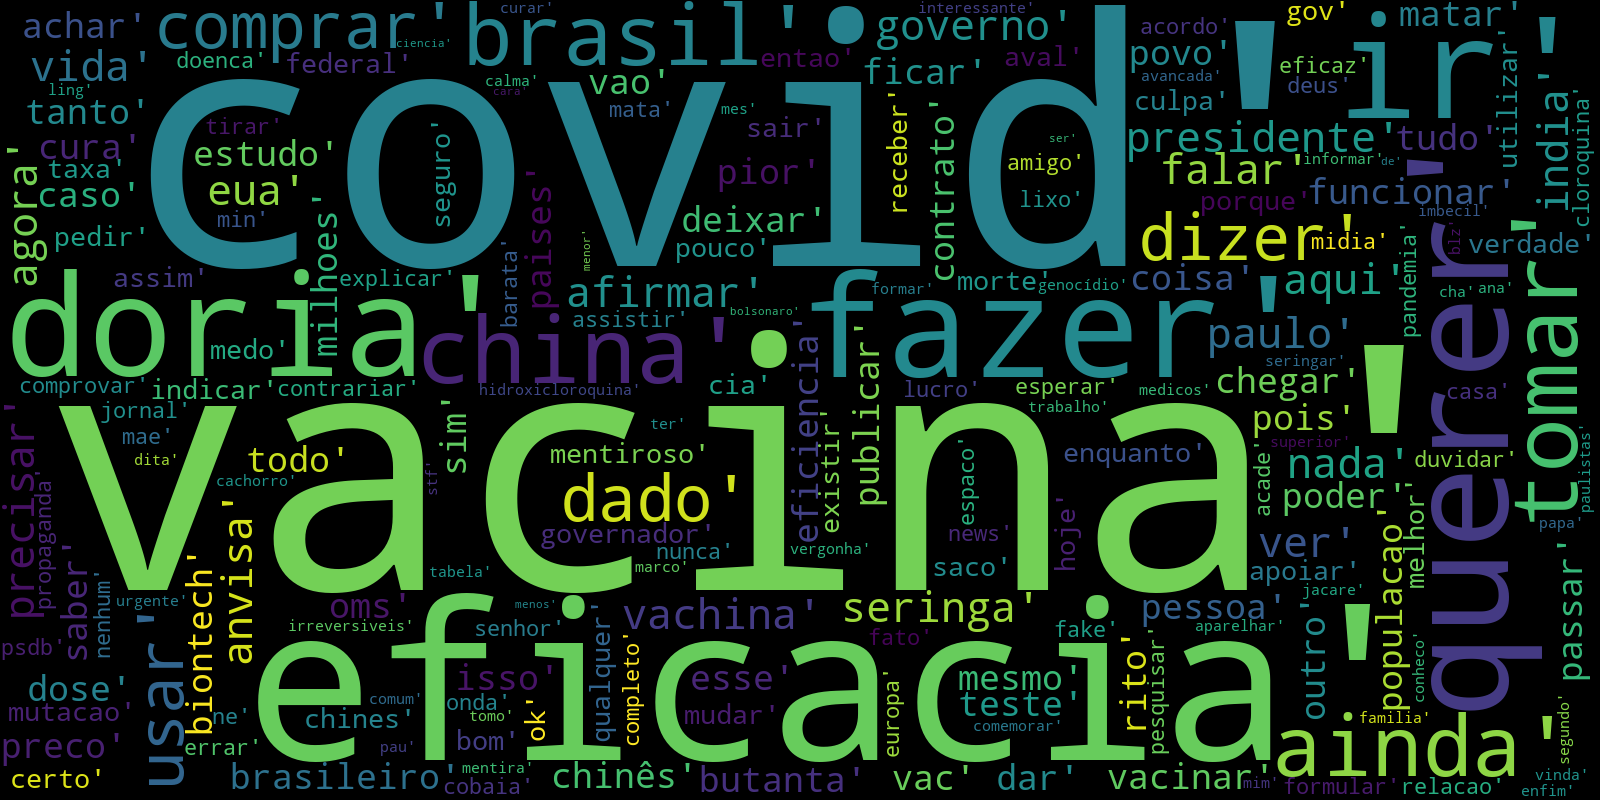 achar'
comprar'
curar'
ciencia'
brasil'
interessante'
governo'
acordo'
gov'
matar'
vida'
doenca'
federal'
entao'
aval'
povo'
ir'
ling'
calma'
cara'
vao'
ficar'
avancada'
eficaz'
deus'
tanto'
covid'
mata'
mes'
culpa'
utilizar'
india'
tirar'
sair'
receber'
contrato'
ser'
presidente'
tudo'
cloroquina'
cura'
estudo'
seguro'
amigo'
falar'
informar'
de'
taxa'
pior'
caso'
eua'
lixo'
porque'
funcionar'
agora'
min'
paises'
deixar'
imbecil'
pedir'
milhoes'
pouco'
dizer'
midia'
blz'
verdade'
menor'
assim'
explicar'
barata'
afirmar'
formar'
morte'
genocídio'
coisa'
aqui'
pandemia'
cha'
ana'
doria'
assistir'
bolsonaro'
fazer'
paulo'
querer'
tomar'
medo'
china'
seringar'
comprovar'
indicar'
contrariar'
hidroxicloroquina'
cia'
eficiencia'
publicar'
lucro'
esperar'
medicos'
chegar'
casa'
jornal'
trabalho'
pois'
precisar'
mae'
sim'
ter'
existir'
superior'
paulistas'
dita'
todo'
mentiroso'
enquanto'
nada'
duvidar'
vacina'
cachorro'
stf'
dado'
espaco'
acade'
poder'
propaganda'
governador'
news'
hoje'
papa'
saber'
anvisa'
nunca'
vergonha'
ver'
populacao'
melhor'
passar'
nenhum'
biontech'
tabela'
marco'
saco'
apoiar'
jacare'
urgente'
oms'
menos'
vachina'
seringa'
pessoa'
outro'
psdb'
irreversiveis'
senhor'
qualquer'
completo'
fato'
fake'
rito'
pesquisar'
aparelhar'
conheco'
usar'
eficacia'
dose'
isso'
esse'
europa'
mesmo'
comum'
onda'
teste'
mutacao'
ne'
chines'
tomo'
ok'
mudar'
comemorar'
familia'
segundo'
preco'
errar'
pau'
bom'
ainda'
certo'
brasileiro'
mentira'
cobaia'
chinês'
butanta'
vac'
dar'
vacinar'
mim'
formular'
relacao'
vinda'
enfim'